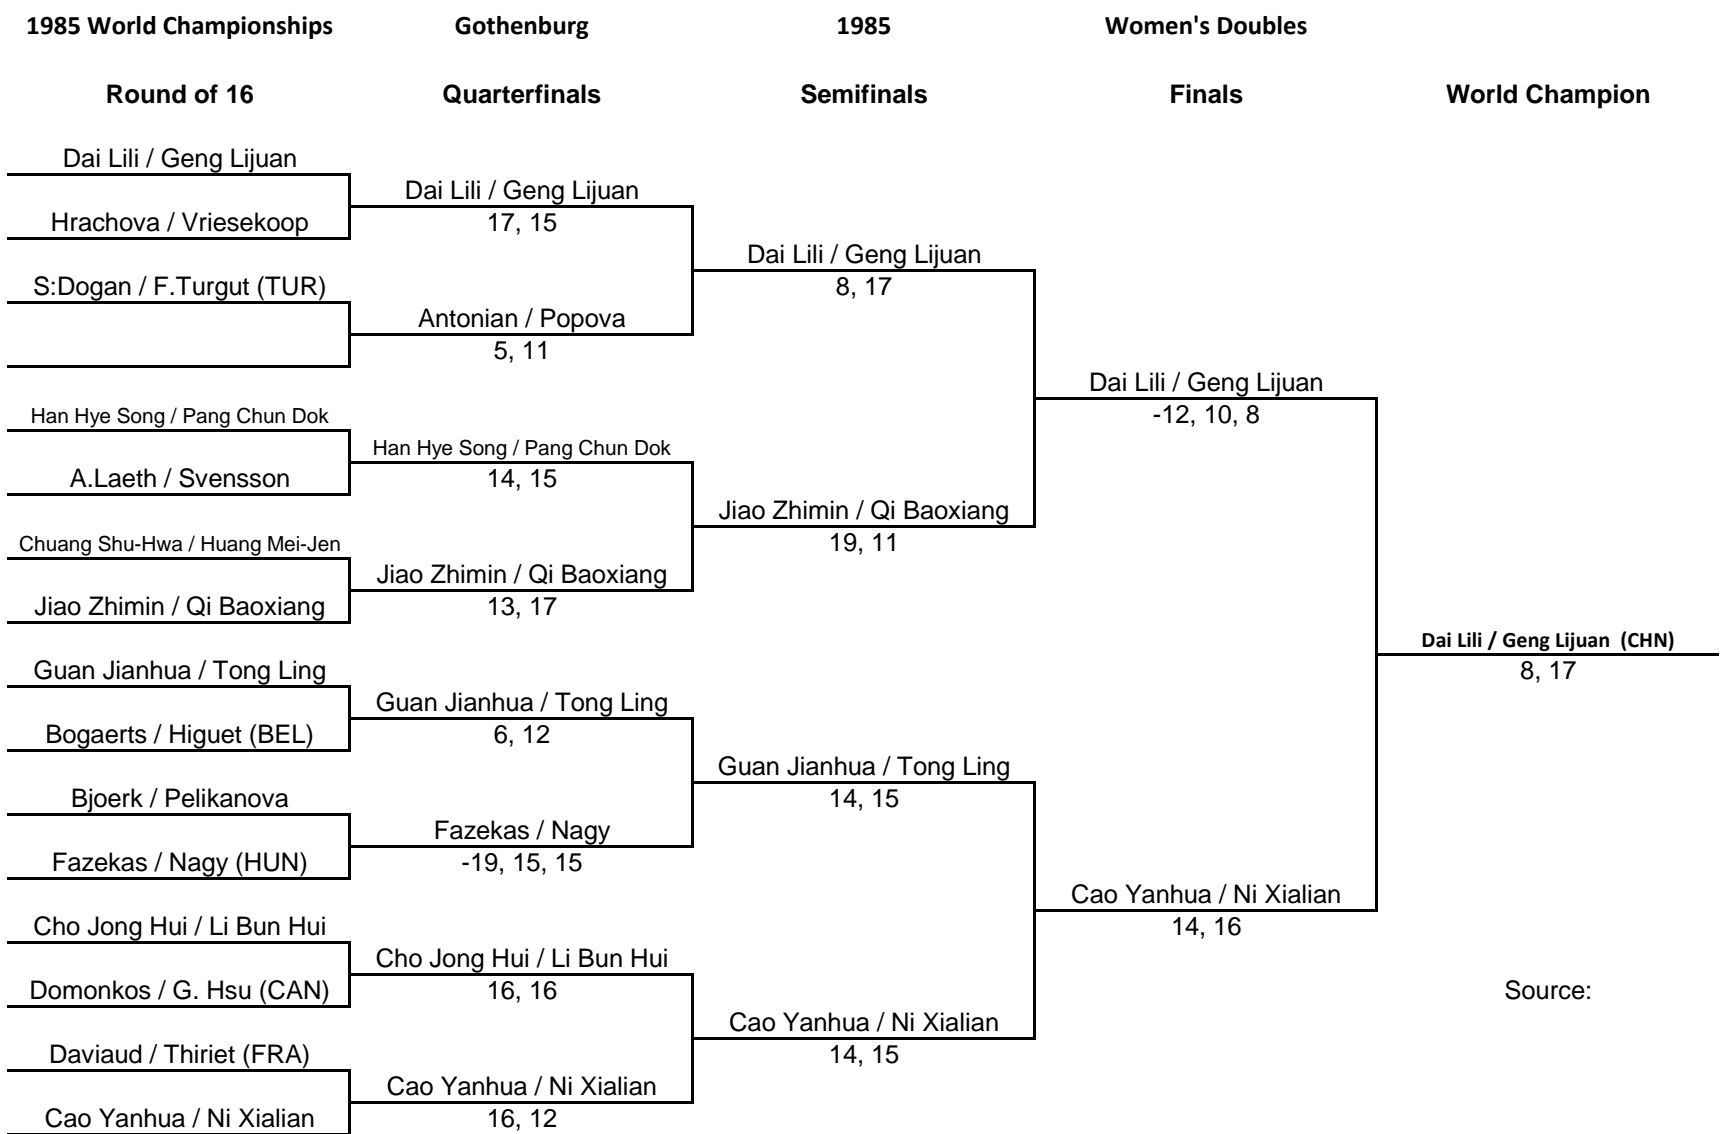 1985 World Championships Gothenburg 1985 Women's Doubles
Round of 16 Quarterfinals Semifinals Finals World Champion
Dai Lili / Geng Lijuan
Dai Lili / Geng Lijuan
Hrachova / Vriesekoop
17, 15
Dai Lili / Geng Lijuan
S:Dogan / F.Turgut (TUR)
8, 17
Antonian / Popova
5, 11
Dai Lili / Geng Lijuan
Han Hye Song / Pang Chun Dok
-12, 10, 8
Han Hye Song / Pang Chun Dok
A.Laeth / Svensson
14, 15
Jiao Zhimin / Qi Baoxiang
Chuang Shu-Hwa / Huang Mei-Jen
19, 11
Jiao Zhimin / Qi Baoxiang
Jiao Zhimin / Qi Baoxiang
13, 17
Dai Lili / Geng Lijuan (CHN)
Guan Jianhua / Tong Ling
8, 17
Guan Jianhua / Tong Ling
Bogaerts / Higuet (BEL)
6, 12
Guan Jianhua / Tong Ling
Bjoerk / Pelikanova
14, 15
Fazekas / Nagy
Fazekas / Nagy (HUN)
-19, 15, 15
Cao Yanhua / Ni Xialian
Cho Jong Hui / Li Bun Hui
14, 16
Cho Jong Hui / Li Bun Hui
Domonkos / G. Hsu (CAN)
16, 16
Source:
Cao Yanhua / Ni Xialian
Daviaud / Thiriet (FRA)
14, 15
Cao Yanhua / Ni Xialian
Cao Yanhua / Ni Xialian
16, 12